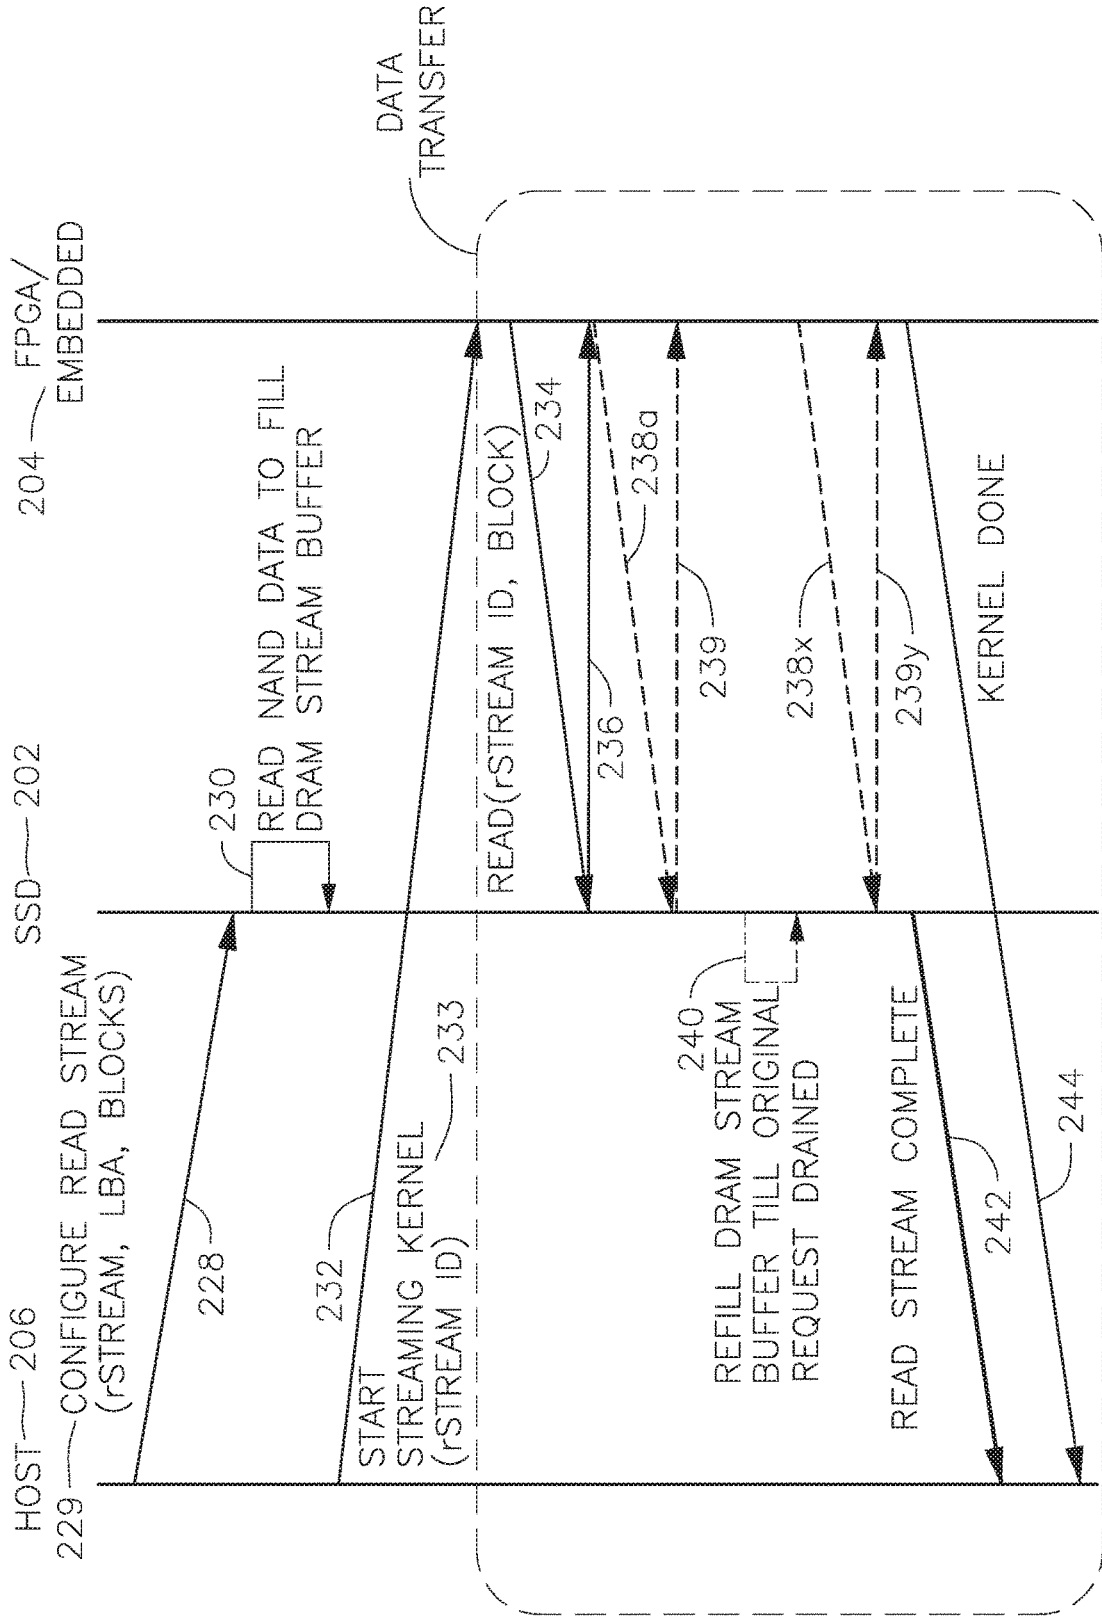 HOST 206
SSD 202
204 FPGA/
EMBEDDED
229 CONFIGURE READ STREAM
(rSTREAM, LBA, BLOCKS)
228
230
READ NAND DATA TO FILL
DRAM STREAM BUFFER
232
START
STREAMING KERNEL
(rSTREAM ID)
233
DATA
TRANSFER
READ(rSTREAM ID, BLOCK)
234
236
238a
239
240
REFILL DRAM STREAM
BUFFER TILL ORIGINAL
REQUEST DRAINED
238x
239y
READ STREAM COMPLETE
242
KERNEL DONE
244